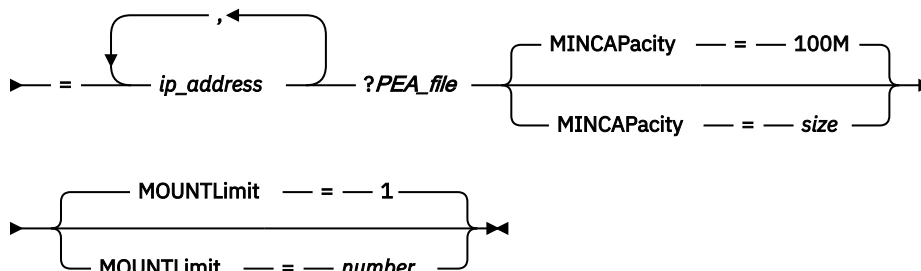 ,
MINCAPacity = 100M
= ip_address ?PEA_file
MINCAPacity = size
MOUNTLimit = 1
MOUNTLimit = number